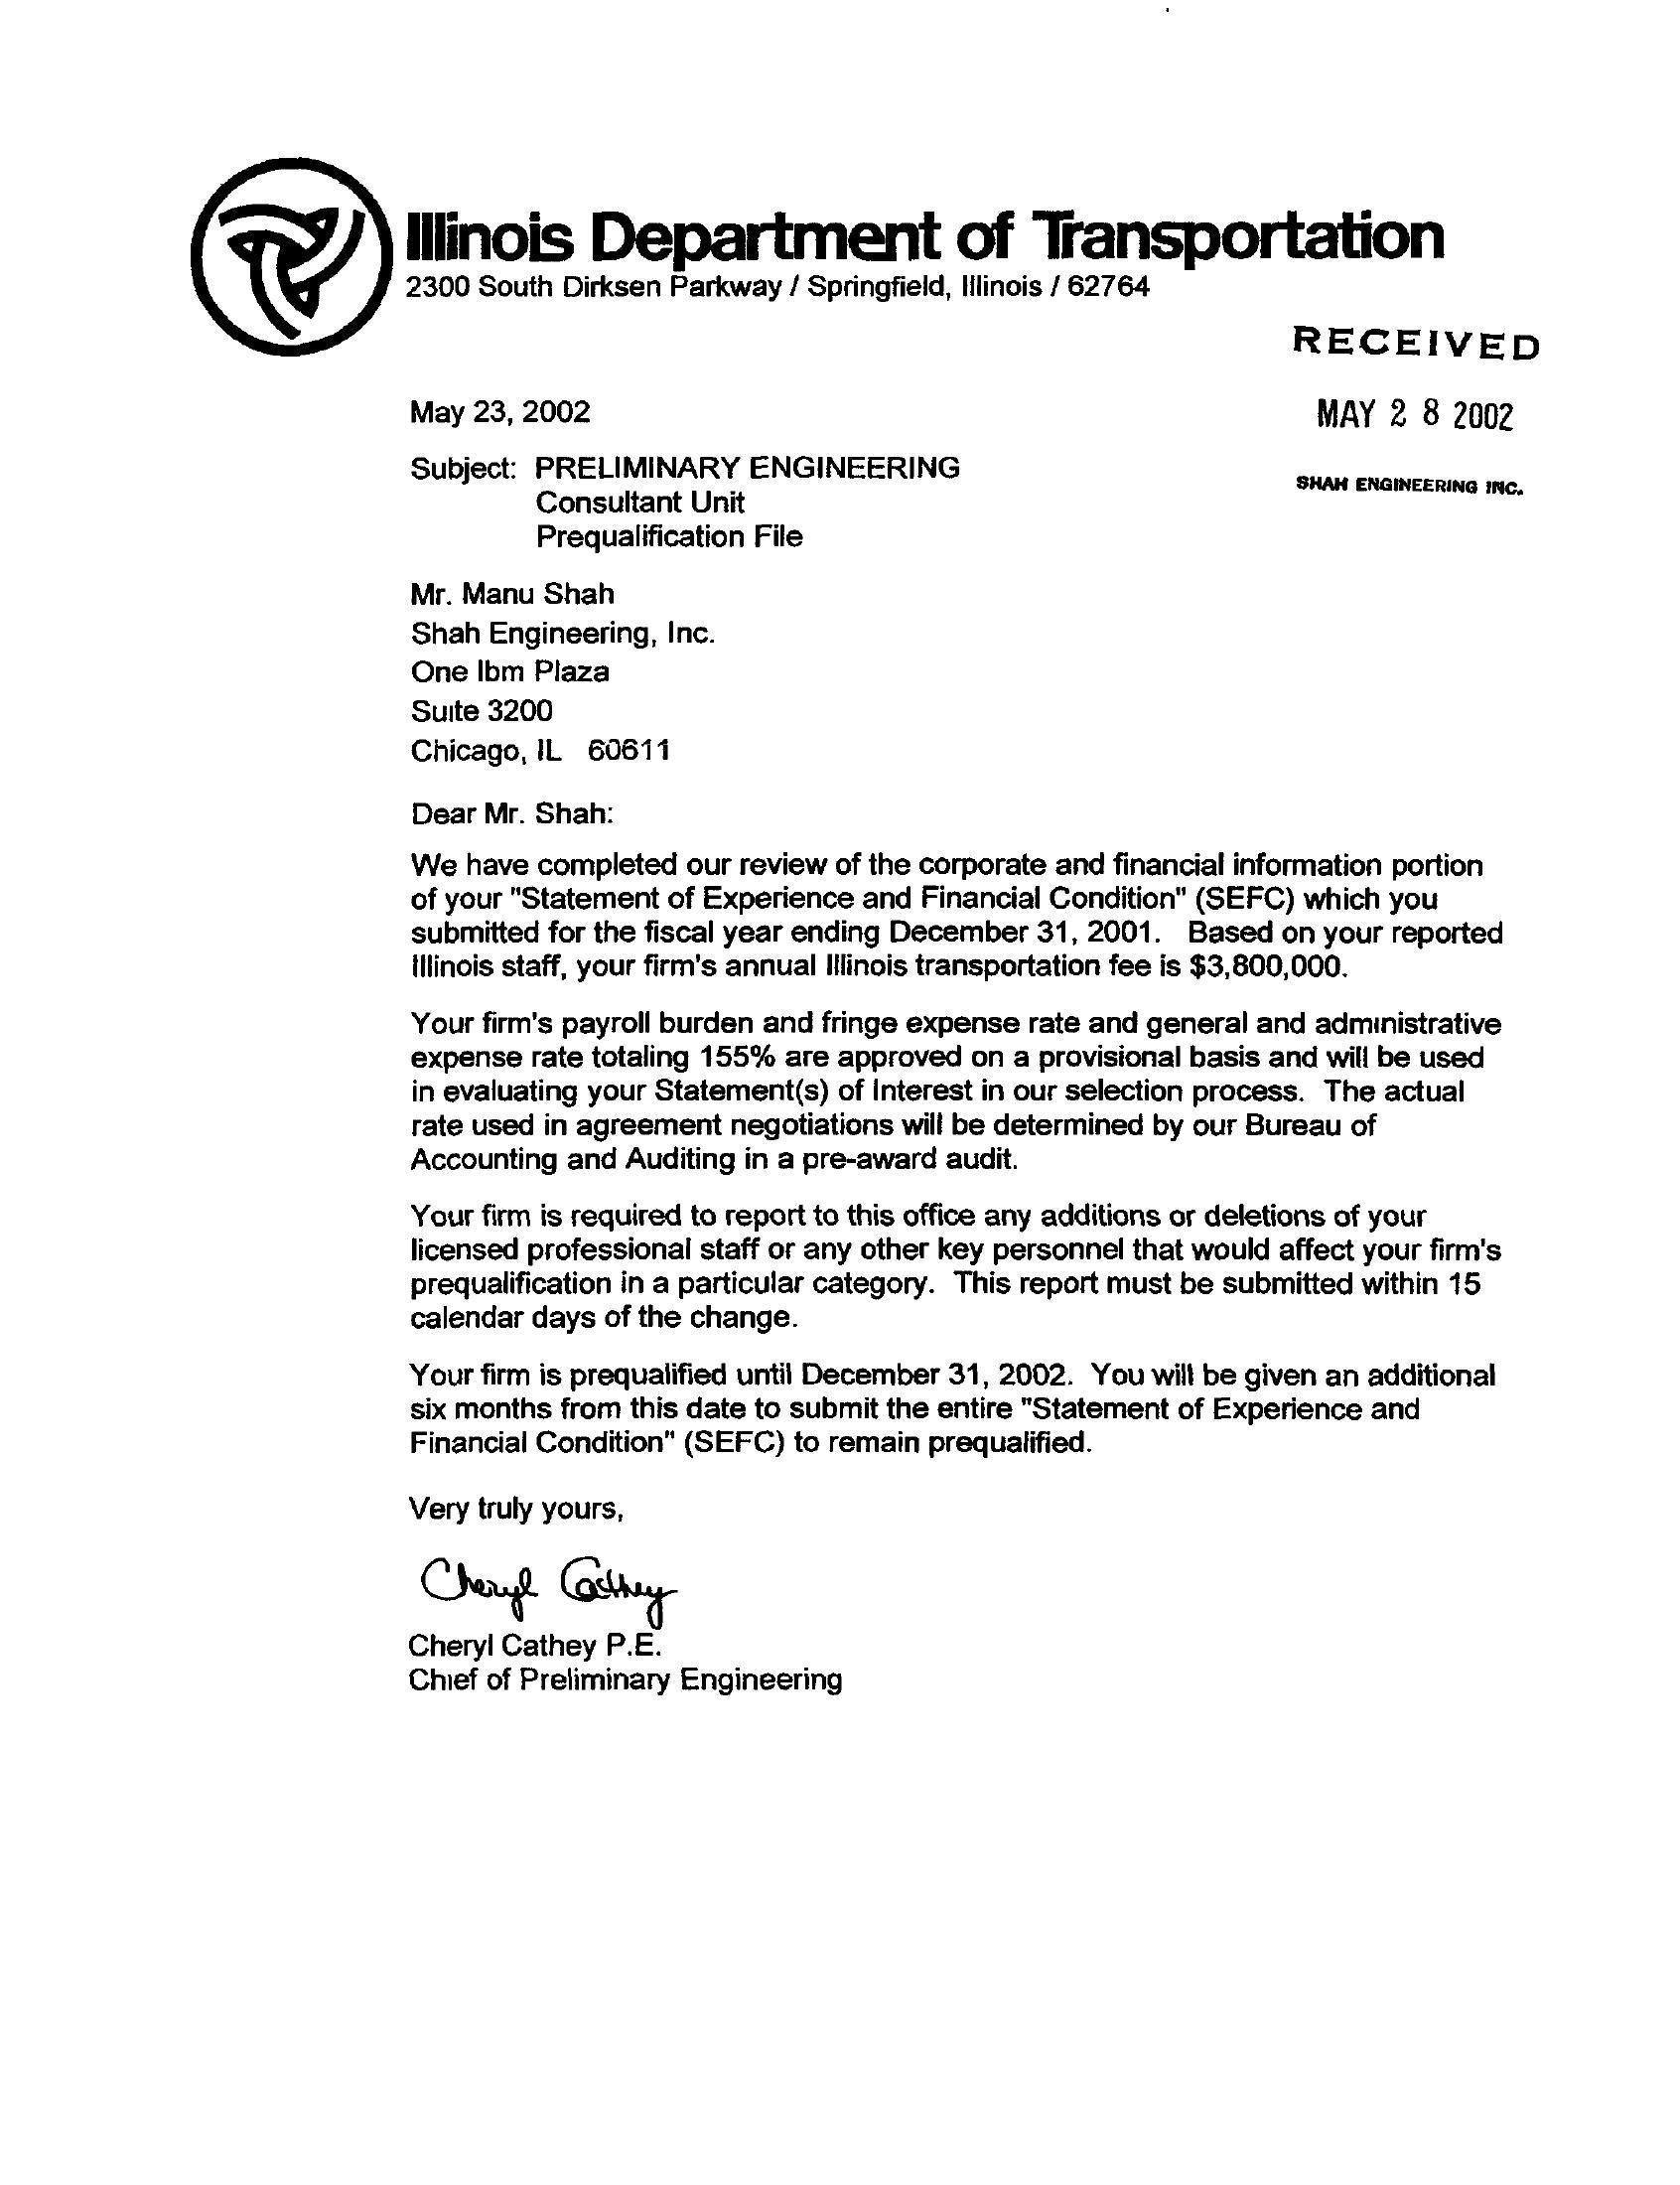 Illinois Department of Transportation
2300 South Dirksen Parkway / Springfield, Illinois / 62764
RECEIVED
MAY 28 2002
SHAH ENGINEERING INC.
May 23, 2002
Subject: PRELIMINARY ENGINEERING
Consultant Unit
Prequalification File
Mr. Manu Shah
Shah Engineering, Inc.
One Ibm Plaza
Suite 3200
Chicago, IL 60611
Dear Mr. Shah:
We have completed our review of the corporate and financial information portion
of your "Statement of Experience and Financial Condition" (SEFC) which you
submitted for the fiscal year ending December 31, 2001. Based on your reported
Illinois staff, your firm's annual Illinois transportation fee is $3,800,000.
Your firm's payroll burden and fringe expense rate and general and administrative
expense rate totaling 155% are approved on a provisional basis and will be used
in evaluating your Statement(s) of Interest in our selection process. The actual
rate used in agreement negotiations will be determined by our Bureau of
Accounting and Auditing in a pre-award audit.
Your firm is required to report to this office any additions or deletions of your
licensed professional staff or any other key personnel that would affect your firm's
prequalification in a particular category. This report must be submitted within 15
calendar days of the change.
Your firm is prequalified until December 31, 2002. You will be given an additional
six months from this date to submit the entire "Statement of Experience and
Financial Condition" (SEFC) to remain prequalified.
Very truly yours,
Cheryl Cathey
Cheryl Cathey P.E.
Chief of Preliminary Engineering